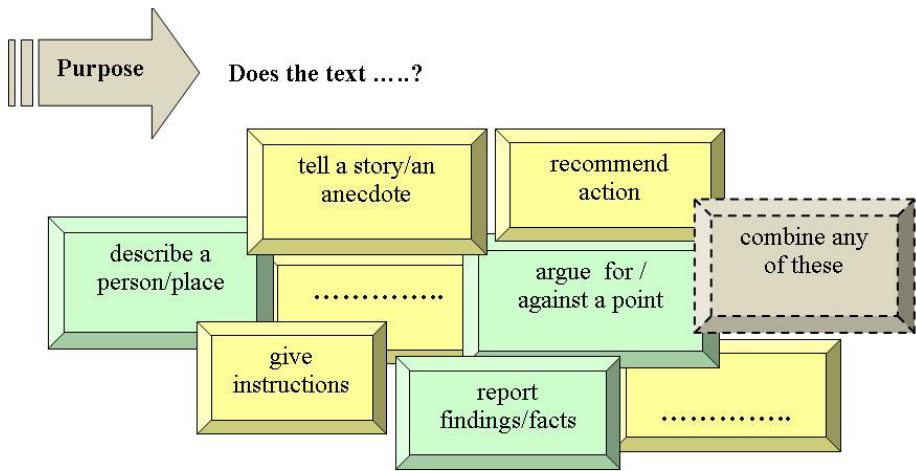 Purpose
Does the text …..?
tell a story/an
anecdote
recommend
action
describe a
person/place
…………..
argue for /
against a point
combine any
of these
give
instructions
report
findings/facts
…………..